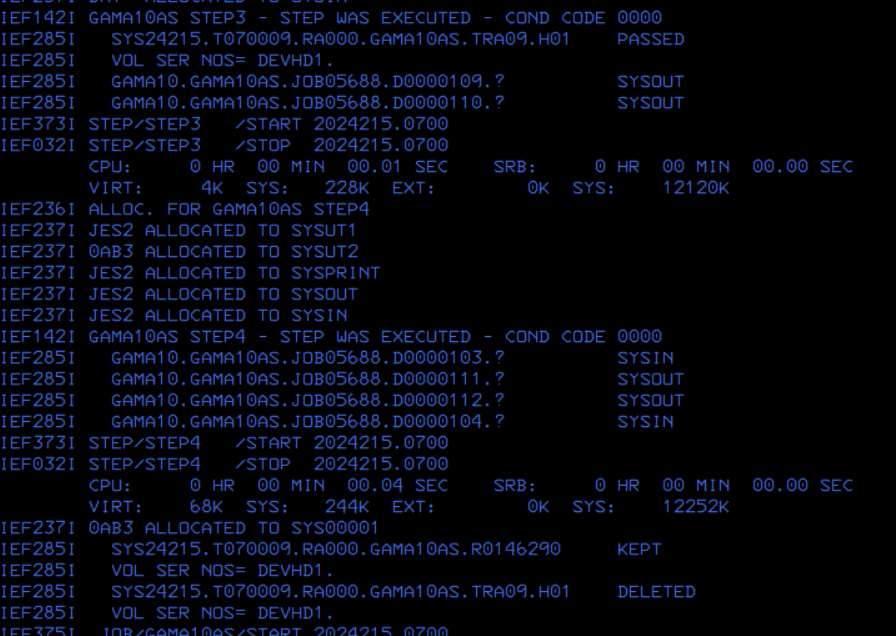 IEF142I GAMA10AS STEP3 - STEP WAS EXECUTED - COND CODE 0000
IEF285I   SYS24215.T070009.RA000.GAMA10AS.TRA09.H01    PASSED
IEF285I   VOL SER NOS= DEVHD1.
IEF285I   GAMA10.GAMA10AS.JOB05688.D0000109.?          SYSOUT
IEF285I   GAMA10.GAMA10AS.JOB05688.D0000110.?          SYSOUT
IEF373I STEP/STEP3   /START 2024215.0700
IEF032I STEP/STEP3   /STOP  2024215.0700
        CPU:     0 HR  00 MIN  00.01 SEC    SRB:     0 HR  00 MIN  00.00 SEC
        VIRT:     4K  SYS:   228K  EXT:        0K  SYS:    12120K
IEF236I ALLOC. FOR GAMA10AS STEP4
IEF237I JES2 ALLOCATED TO SYSUT1
IEF237I 0AB3 ALLOCATED TO SYSUT2
IEF237I JES2 ALLOCATED TO SYSPRINT
IEF237I JES2 ALLOCATED TO SYSOUT
IEF237I JES2 ALLOCATED TO SYSIN
IEF142I GAMA10AS STEP4 - STEP WAS EXECUTED - COND CODE 0000
IEF285I   GAMA10.GAMA10AS.JOB05688.D0000103.?          SYSIN
IEF285I   GAMA10.GAMA10AS.JOB05688.D0000111.?          SYSOUT
IEF285I   GAMA10.GAMA10AS.JOB05688.D0000112.?          SYSOUT
IEF285I   GAMA10.GAMA10AS.JOB05688.D0000104.?          SYSIN
IEF373I STEP/STEP4   /START 2024215.0700
IEF032I STEP/STEP4   /STOP  2024215.0700
        CPU:     0 HR  00 MIN  00.04 SEC    SRB:     0 HR  00 MIN  00.00 SEC
        VIRT:    68K  SYS:   244K  EXT:        0K  SYS:    12252K
IEF237I 0AB3 ALLOCATED TO SYS00001
IEF285I   SYS24215.T070009.RA000.GAMA10AS.R0146290     KEPT
IEF285I   VOL SER NOS= DEVHD1.
IEF285I   SYS24215.T070009.RA000.GAMA10AS.TRA09.H01    DELETED
IEF285I   VOL SER NOS= DEVHD1.
IEF375I  JOB/GAMA10AS/START 2024215.0700